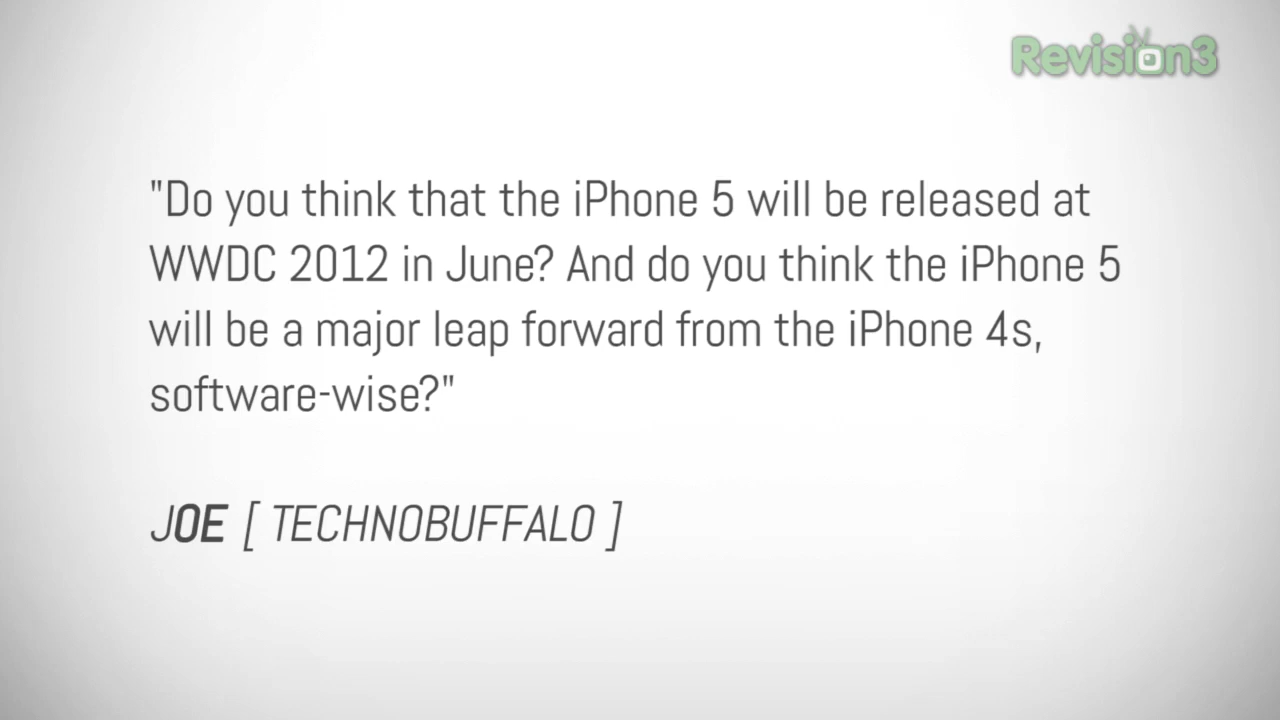 Revision3
"Do you think that the iPhone 5 will be released at
WWDC 2012 in June? And do you think the iPhone 5
will be a major leap forward from the iPhone 4s,
software-wise?"
JOE [ TECHNOBUFFALO ]